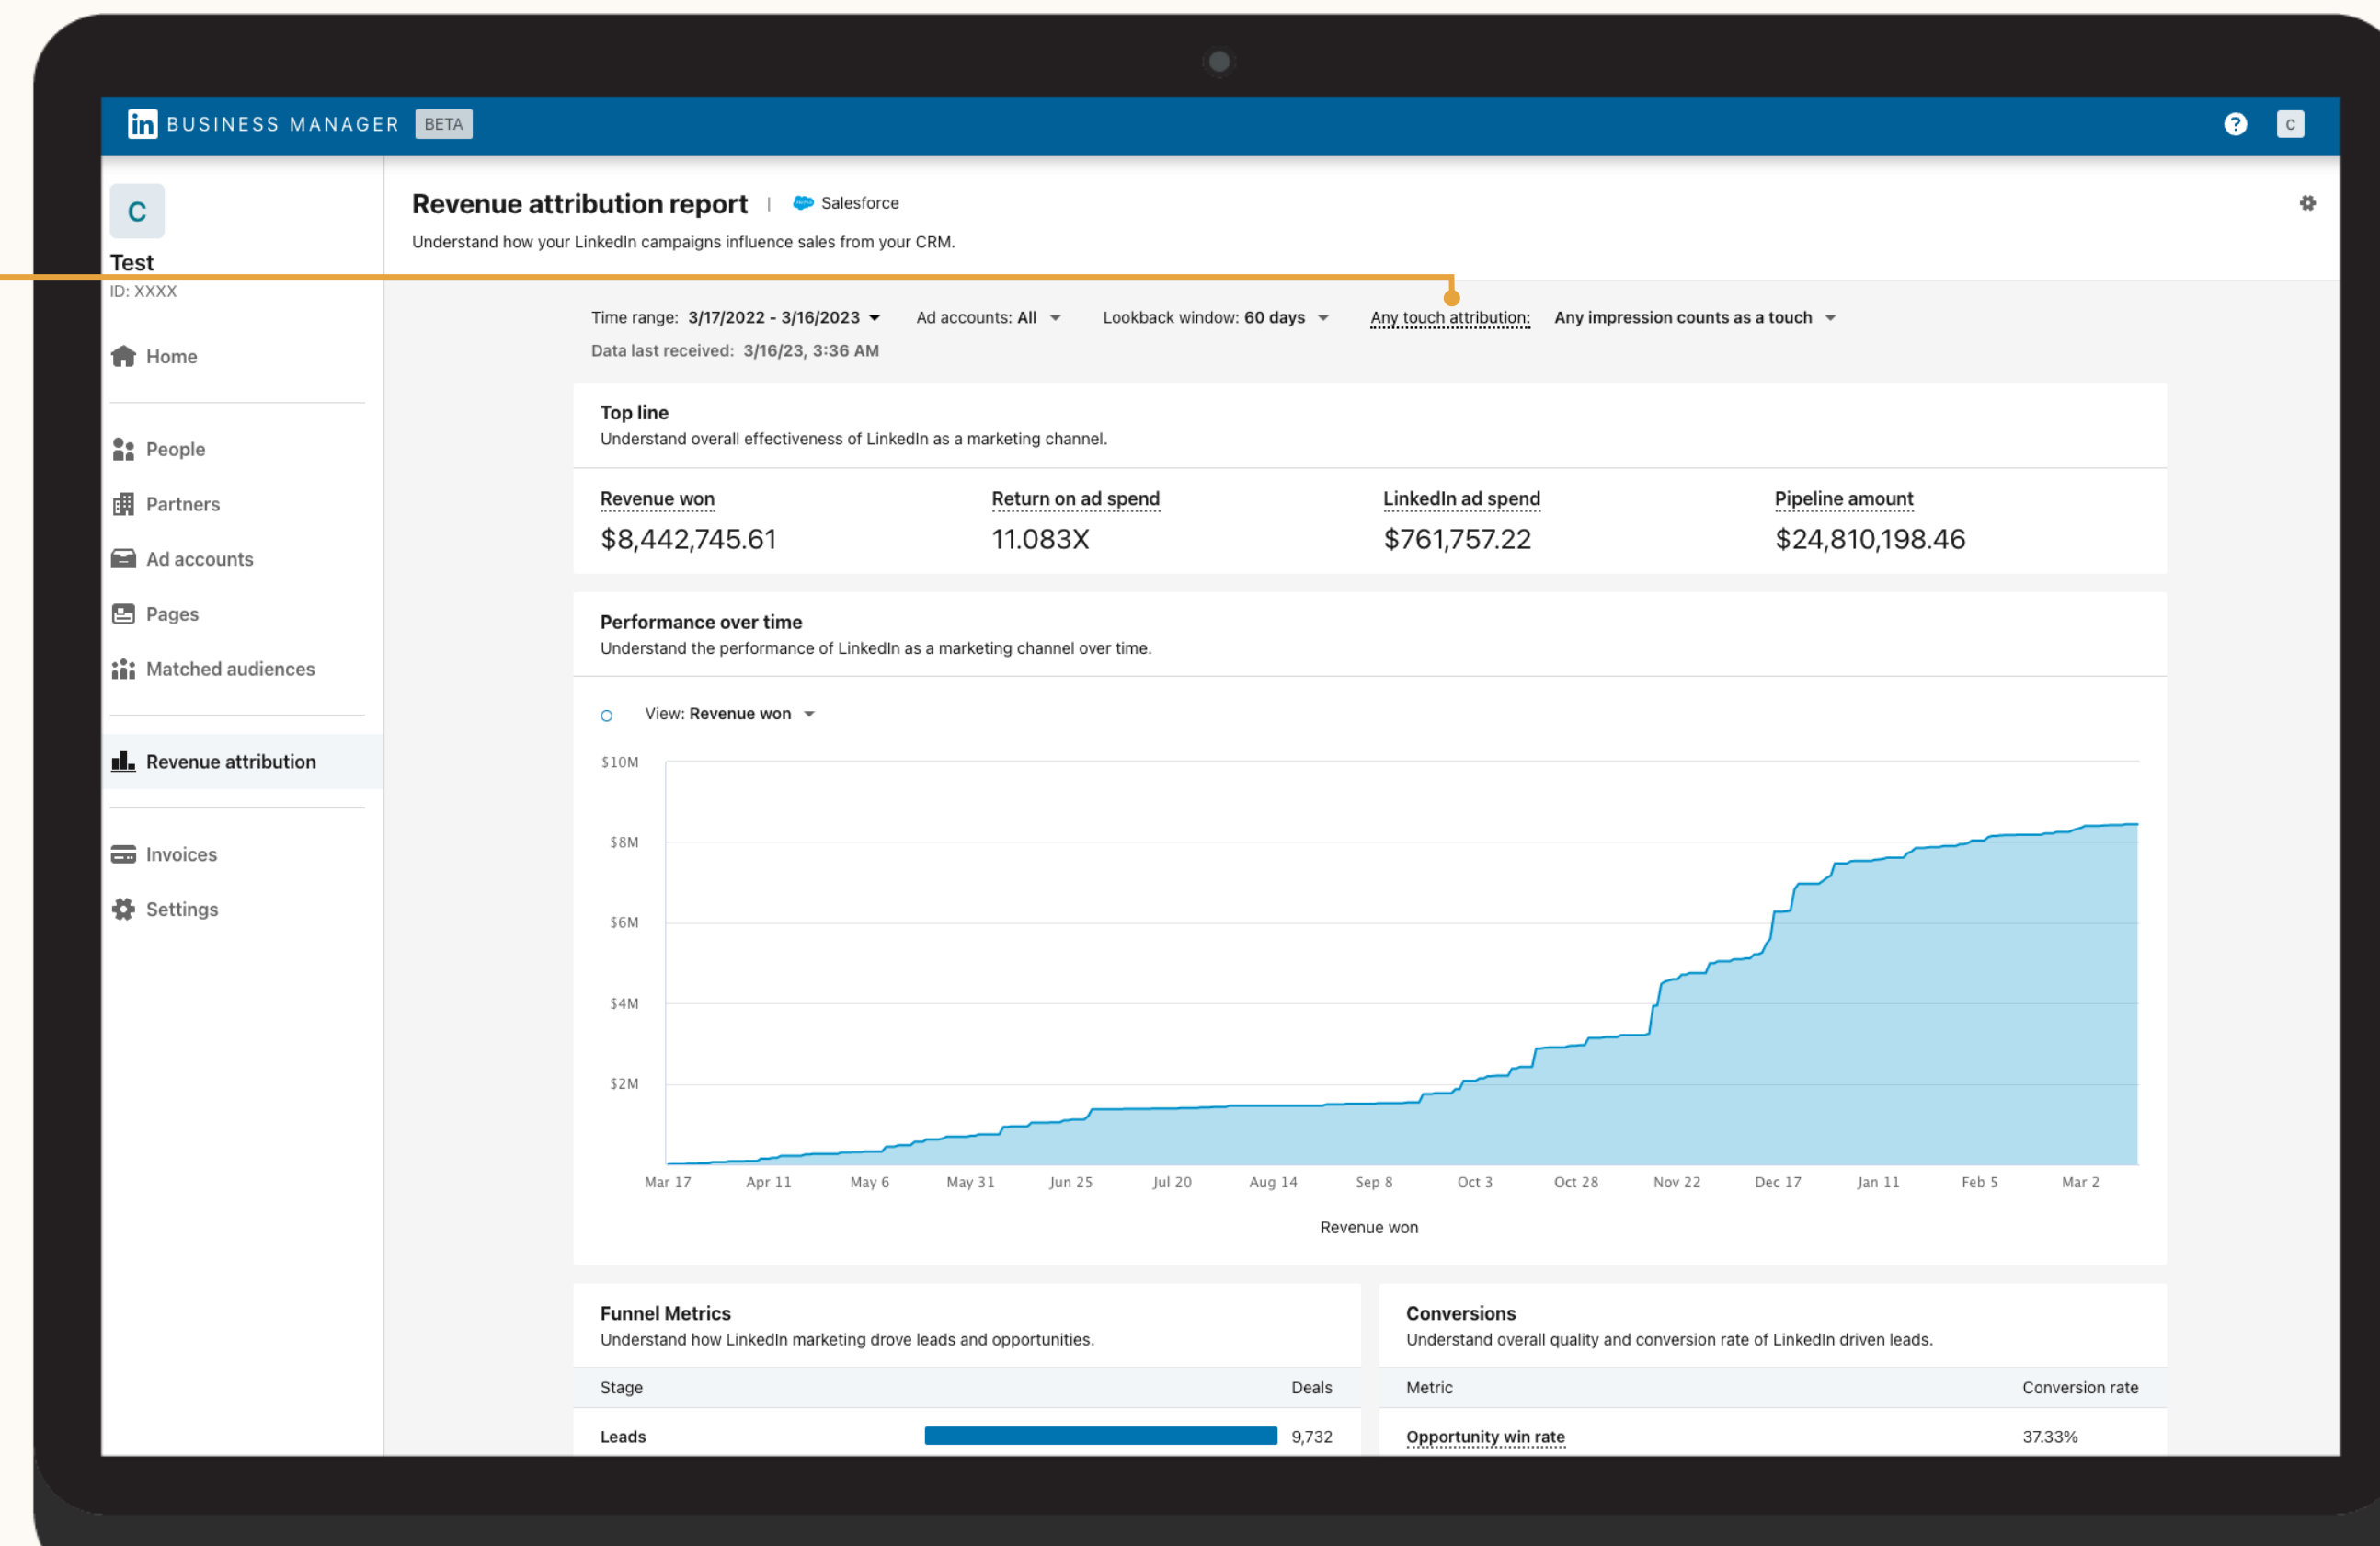 in BUSINESS MANAGER BETA ? C
C
Test
ID: XXXX
Home
People
Partners
Ad accounts
Pages
Matched audiences
Revenue attribution
Invoices
Settings
Revenue attribution report | Salesforce
Understand how your LinkedIn campaigns influence sales from your CRM.
Time range: 3/17/2022 - 3/16/2023 Ad accounts: All Lookback window: 60 days Any touch attribution: Any impression counts as a touch
Data last received: 3/16/23, 3:36 AM
Top line
Understand overall effectiveness of LinkedIn as a marketing channel.
Revenue won Return on ad spend LinkedIn ad spend Pipeline amount
$8,442,745.61 11.083X $761,757.22 $24,810,198.46
Performance over time
Understand the performance of LinkedIn as a marketing channel over time.
View: Revenue won
$10M
$8M
$6M
$4M
$2M
Mar 17 Apr 11 May 6 May 31 Jun 25 Jul 20 Aug 14 Sep 8 Oct 3 Oct 28 Nov 22 Dec 17 Jan 11 Feb 5 Mar 2
Revenue won
Funnel Metrics
Understand how LinkedIn marketing drove leads and opportunities.
Stage Deals
Leads 9,732
Conversions
Understand overall quality and conversion rate of LinkedIn driven leads.
Metric Conversion rate
Opportunity win rate 37.33%